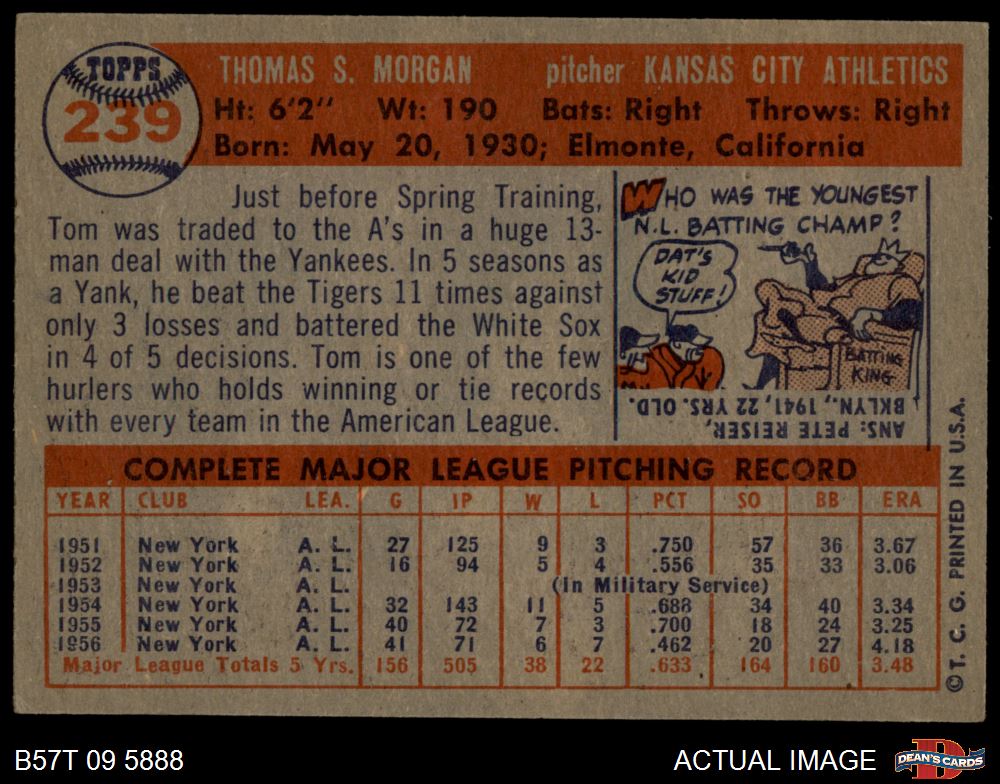 TOPPS
239
THOMAS S. MORGAN pitcher KANSAS CITY ATHLETICS
Ht: 6'2" Wt: 190 Bats: Right Throws: Right
Born: May 20, 1930; Elmonte, California
Just before Spring Training,
Tom was traded to the A's in a huge 13-
man deal with the Yankees. In 5 seasons as
a Yank, he beat the Tigers 11 times against
only 3 losses and battered the White Sox
in 4 of 5 decisions. Tom is one of the few
hurlers who holds winning or tie records
with every team in the American League.
WHO WAS THE YOUNGEST
N.L. BATTING CHAMP?
DAT'S
KID
STUFF!
BATTING
KING
ANS: PETE REISER,
BKLYN., 1941, 22 YRS. OLD.
COMPLETE MAJOR LEAGUE PITCHING RECORD
YEAR CLUB LEA. G IP W L PCT SO BB ERA
1951 New York A. L. 27 125 9 3 .750 57 36 3.67
1952 New York A. L. 16 94 5 4 .556 35 33 3.06
1953 New York A. L. (In Military Service)
1954 New York A. L. 32 143 11 5 .688 34 40 3.34
1955 New York A. L. 40 72 7 3 .700 18 24 3.25
1956 New York A. L. 41 71 6 7 .462 20 27 4.18
Major League Totals 5 Yrs. 156 505 38 22 .633 164 160 3.48
© T. C. G. PRINTED IN U.S.A.
B57T 09 5888
ACTUAL IMAGE
D
DEAN'S CARDS